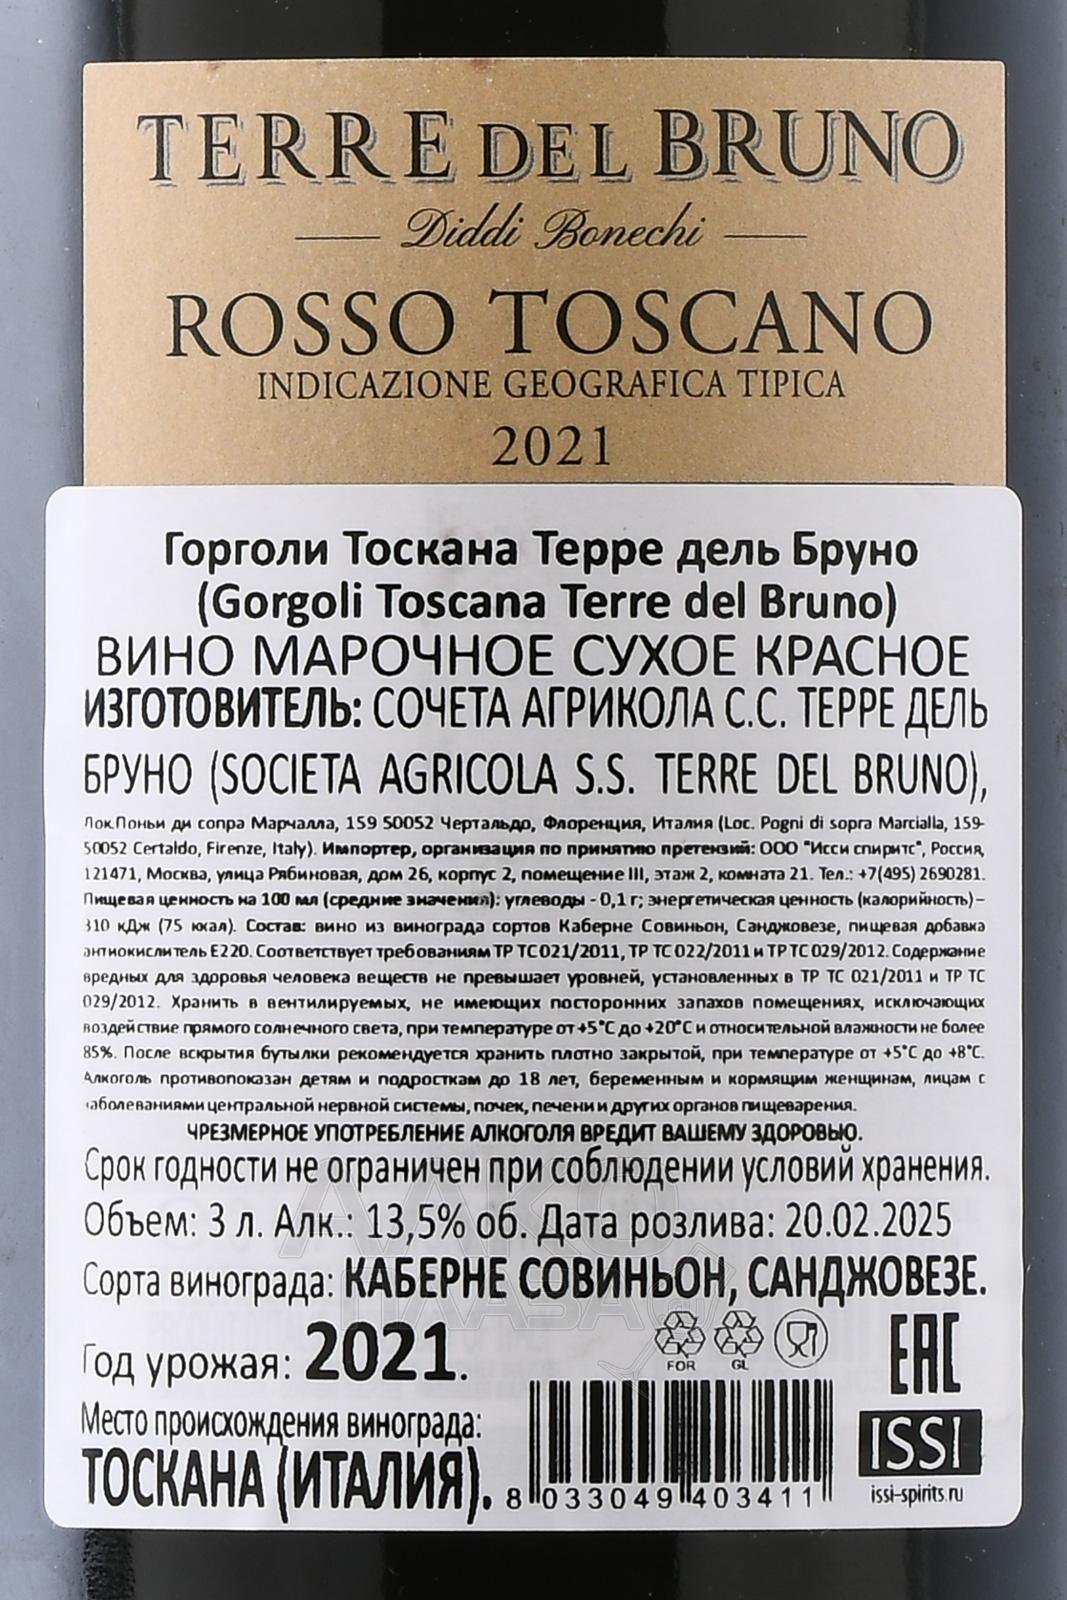 TERRE DEL BRUNO
Diddi Bonechi
ROSSO TOSCANO
INDICAZIONE GEOGRAFICA TIPICA
2021
Горголи Тоскана Терре дель Бруно
(Gorgoli Toscana Terre del Bruno)
ВИНО МАРОЧНОЕ СУХОЕ КРАСНОЕ
ИЗГОТОВИТЕЛЬ: СОЧЕТА АГРИКОЛА С.С. ТЕРРЕ ДЕЛЬ
БРУНО (SOCIETA AGRICOLA S.S. TERRE DEL BRUNO),
Лок.Поньи ди сопра Марчалла, 159 50052 Чертальдо, Флоренция, Италия (Loc. Pogni di sopra Marcialla, 159-
50052 Certaldo, Firenze, Italy). Импортер, организация по принятию претензий: ООО "Исси спиритс", Россия,
121471, Москва, улица Рябиновая, дом 26, корпус 2, помещение III, этаж 2, комната 21. Тел.: +7(495) 2690281.
Пищевая ценность на 100 мл (средние значения): углеводы - 0,1 г; энергетическая ценность (калорийность) –
310 кДж (75 ккал). Состав: вино из винограда сортов Каберне Совиньон, Санджовезе, пищевая добавка
антиокислитель Е220. Соответствует требованиям ТР ТС 021/2011, ТР ТС 022/2011 и ТР ТС 029/2012. Содержание
вредных для здоровья человека веществ не превышает уровней, установленных в ТР ТС 021/2011 и ТР ТС
029/2012. Хранить в вентилируемых, не имеющих посторонних запахов помещениях, исключающих
воздействие прямого солнечного света, при температуре от +5°С до +20°С и относительной влажности не более
85%. После вскрытия бутылки рекомендуется хранить плотно закрытой, при температуре от +5°С до +8°С.
Алкоголь противопоказан детям и подросткам до 18 лет, беременным и кормящим женщинам, лицам с
заболеваниями центральной нервной системы, почек, печени и других органов пищеварения.
ЧРЕЗМЕРНОЕ УПОТРЕБЛЕНИЕ АЛКОГОЛЯ ВРЕДИТ ВАШЕМУ ЗДОРОВЬЮ.
Срок годности не ограничен при соблюдении условий хранения.
Объем: 3 л. Алк.: 13,5% об. Дата розлива: 20.02.2025
Сорта винограда: КАБЕРНЕ СОВИНЬОН, САНДЖОВЕЗЕ.
Год урожая: 2021.
FOR GL
EAC
Место происхождения винограда:
ТОСКАНА (ИТАЛИЯ).
8 033049 403411
ISSI
issi-spirits.ru